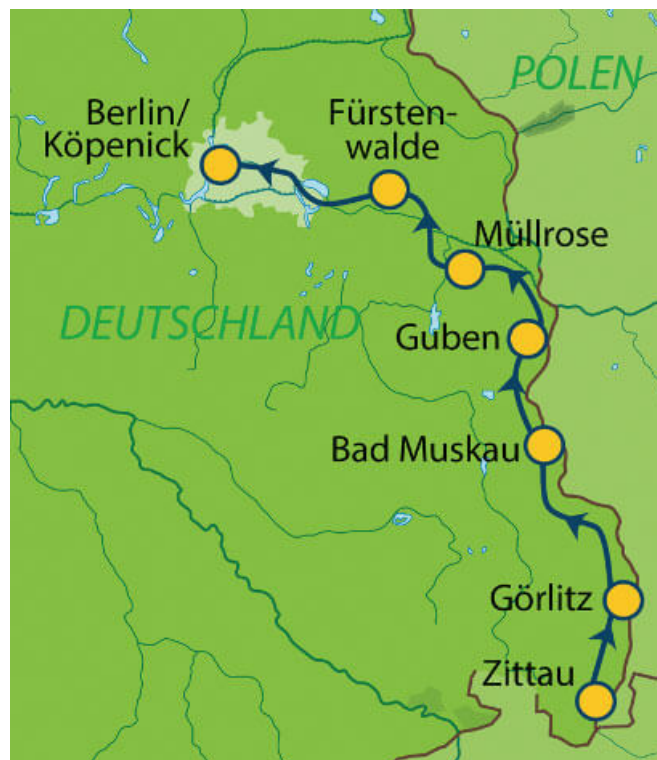 POLEN
Berlin/
Köpenick
Fürsten-
walde
Müllrose
DEUTSCHLAND
Guben
Bad Muskau
Görlitz
Zittau